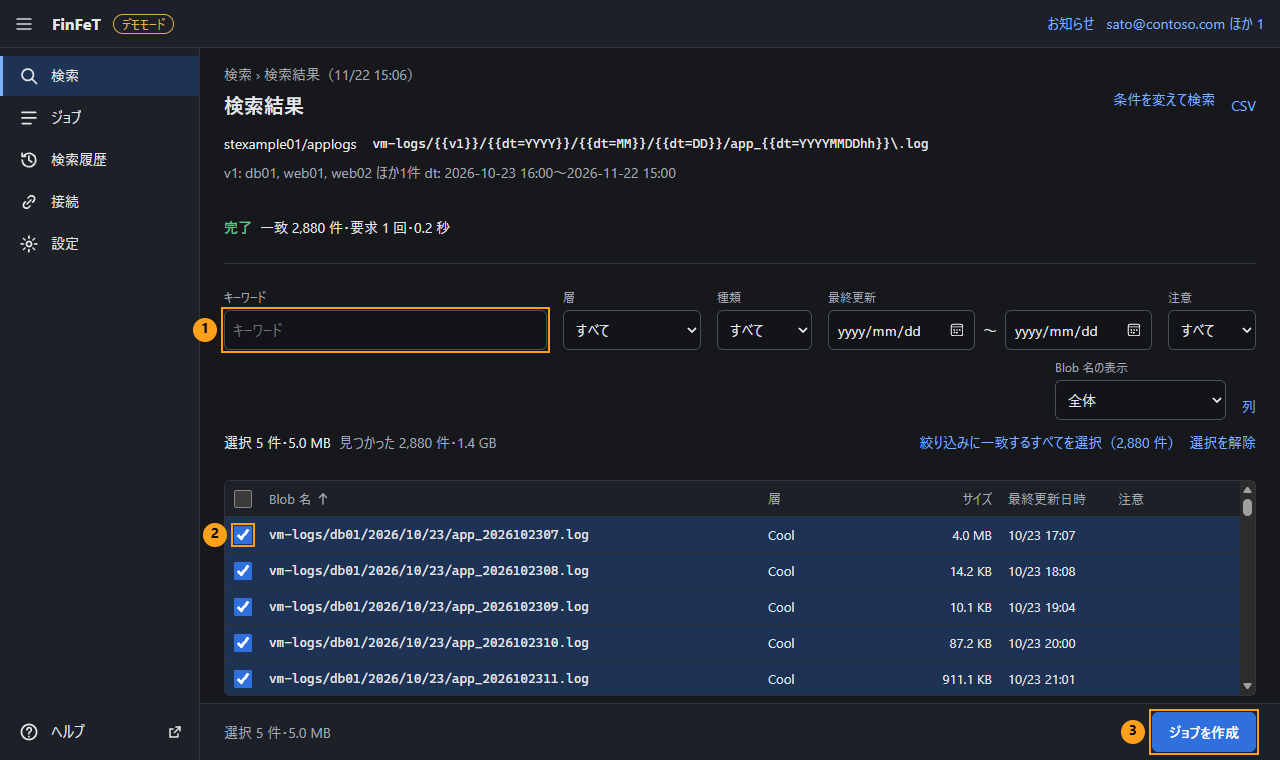 FinFeT デモモード お知らせ sato@contoso.com ほか 1
検索
ジョブ
検索履歴
接続
設定
ヘルプ
検索 › 検索結果（11/22 15:06）
検索結果
条件を変えて検索 CSV
stexample01/applogs vm-logs/{{v1}}/{{dt=YYYY}}/{{dt=MM}}/{{dt=DD}}/app_{{dt=YYYYMMDDhh}}\.log
v1: db01, web01, web02 ほか1件 dt: 2026-10-23 16:00～2026-11-22 15:00
完了 一致 2,880 件･要求 1 回･0.2 秒
キーワード 層 種類 最終更新 注意
1 キーワード すべて すべて yyyy/mm/dd ～ yyyy/mm/dd すべて
Blob 名の表示
全体 列
選択 5 件･5.0 MB 見つかった 2,880 件･1.4 GB 絞り込みに一致するすべてを選択（2,880 件） 選択を解除
Blob 名 ↑ 層 サイズ 最終更新日時 注意
2 vm-logs/db01/2026/10/23/app_2026102307.log Cool 4.0 MB 10/23 17:07
vm-logs/db01/2026/10/23/app_2026102308.log Cool 14.2 KB 10/23 18:08
vm-logs/db01/2026/10/23/app_2026102309.log Cool 10.1 KB 10/23 19:04
vm-logs/db01/2026/10/23/app_2026102310.log Cool 87.2 KB 10/23 20:00
vm-logs/db01/2026/10/23/app_2026102311.log Cool 911.1 KB 10/23 21:01
選択 5 件･5.0 MB 3 ジョブを作成